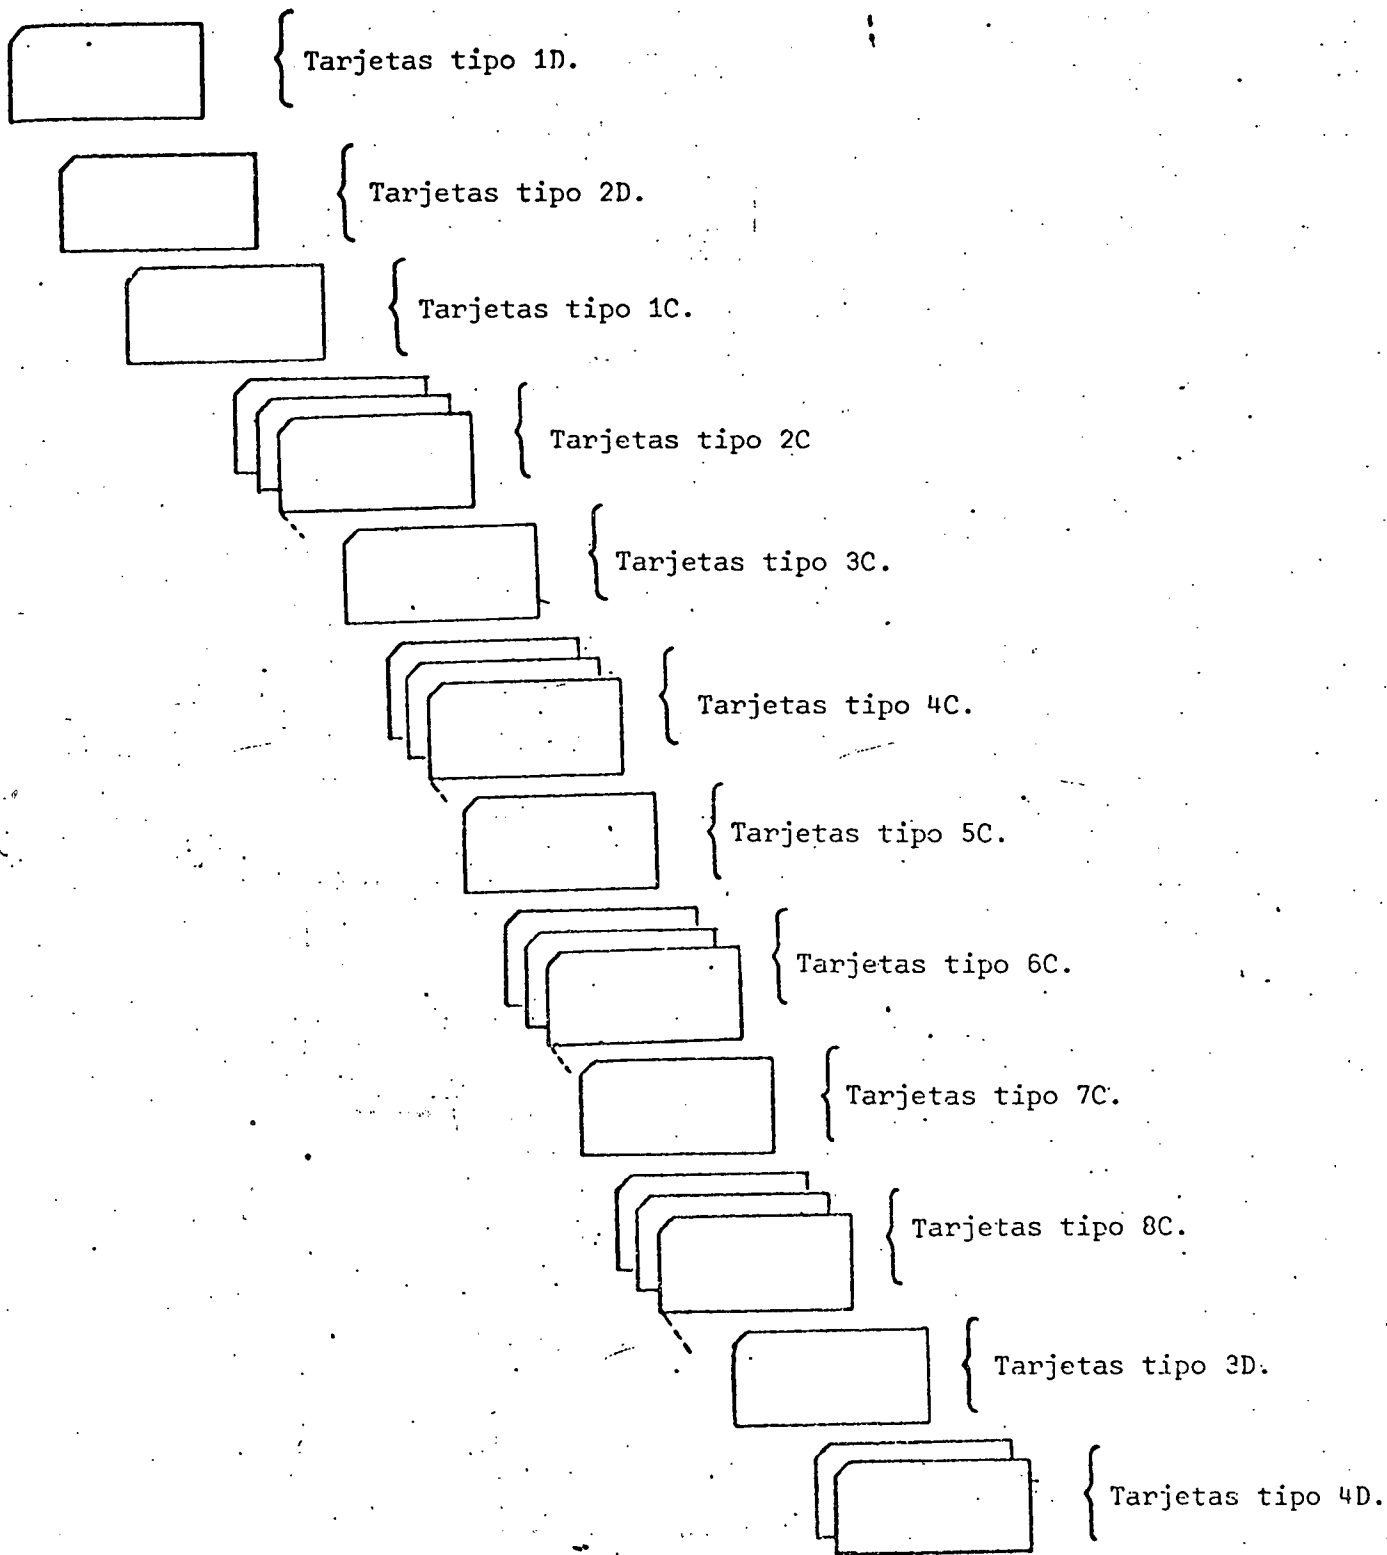 Tarjetas tipo 1D.
Tarjetas tipo 2D.
Tarjetas tipo 1C.
Tarjetas tipo 2C
Tarjetas tipo 3C.
Tarjetas tipo 4C.
Tarjetas tipo 5C.
Tarjetas tipo 6C.
Tarjetas tipo 7C.
Tarjetas tipo 8C.
Tarjetas tipo 3D.
Tarjetas tipo 4D.